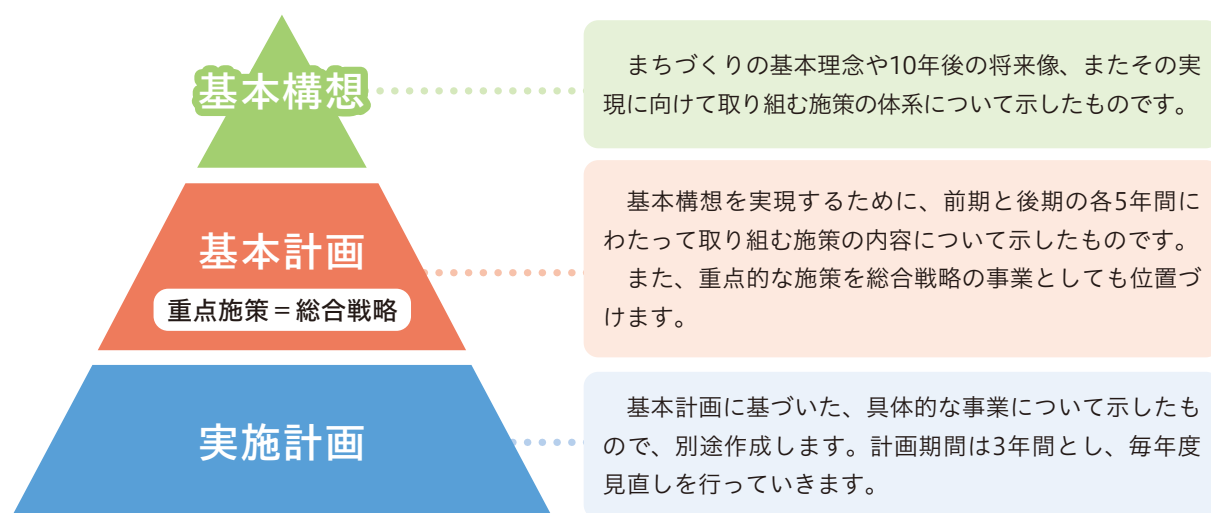 基本構想
まちづくりの基本理念や10年後の将来像、またその実
現に向けて取り組む施策の体系について示したものです。
基本計画
重点施策＝総合戦略
基本構想を実現するために、前期と後期の各5年間に
わたって取り組む施策の内容について示したものです。
また、重点的な施策を総合戦略の事業としても位置づ
けます。
実施計画
基本計画に基づいた、具体的な事業について示したも
ので、別途作成します。計画期間は3年間とし、毎年度
見直しを行っていきます。